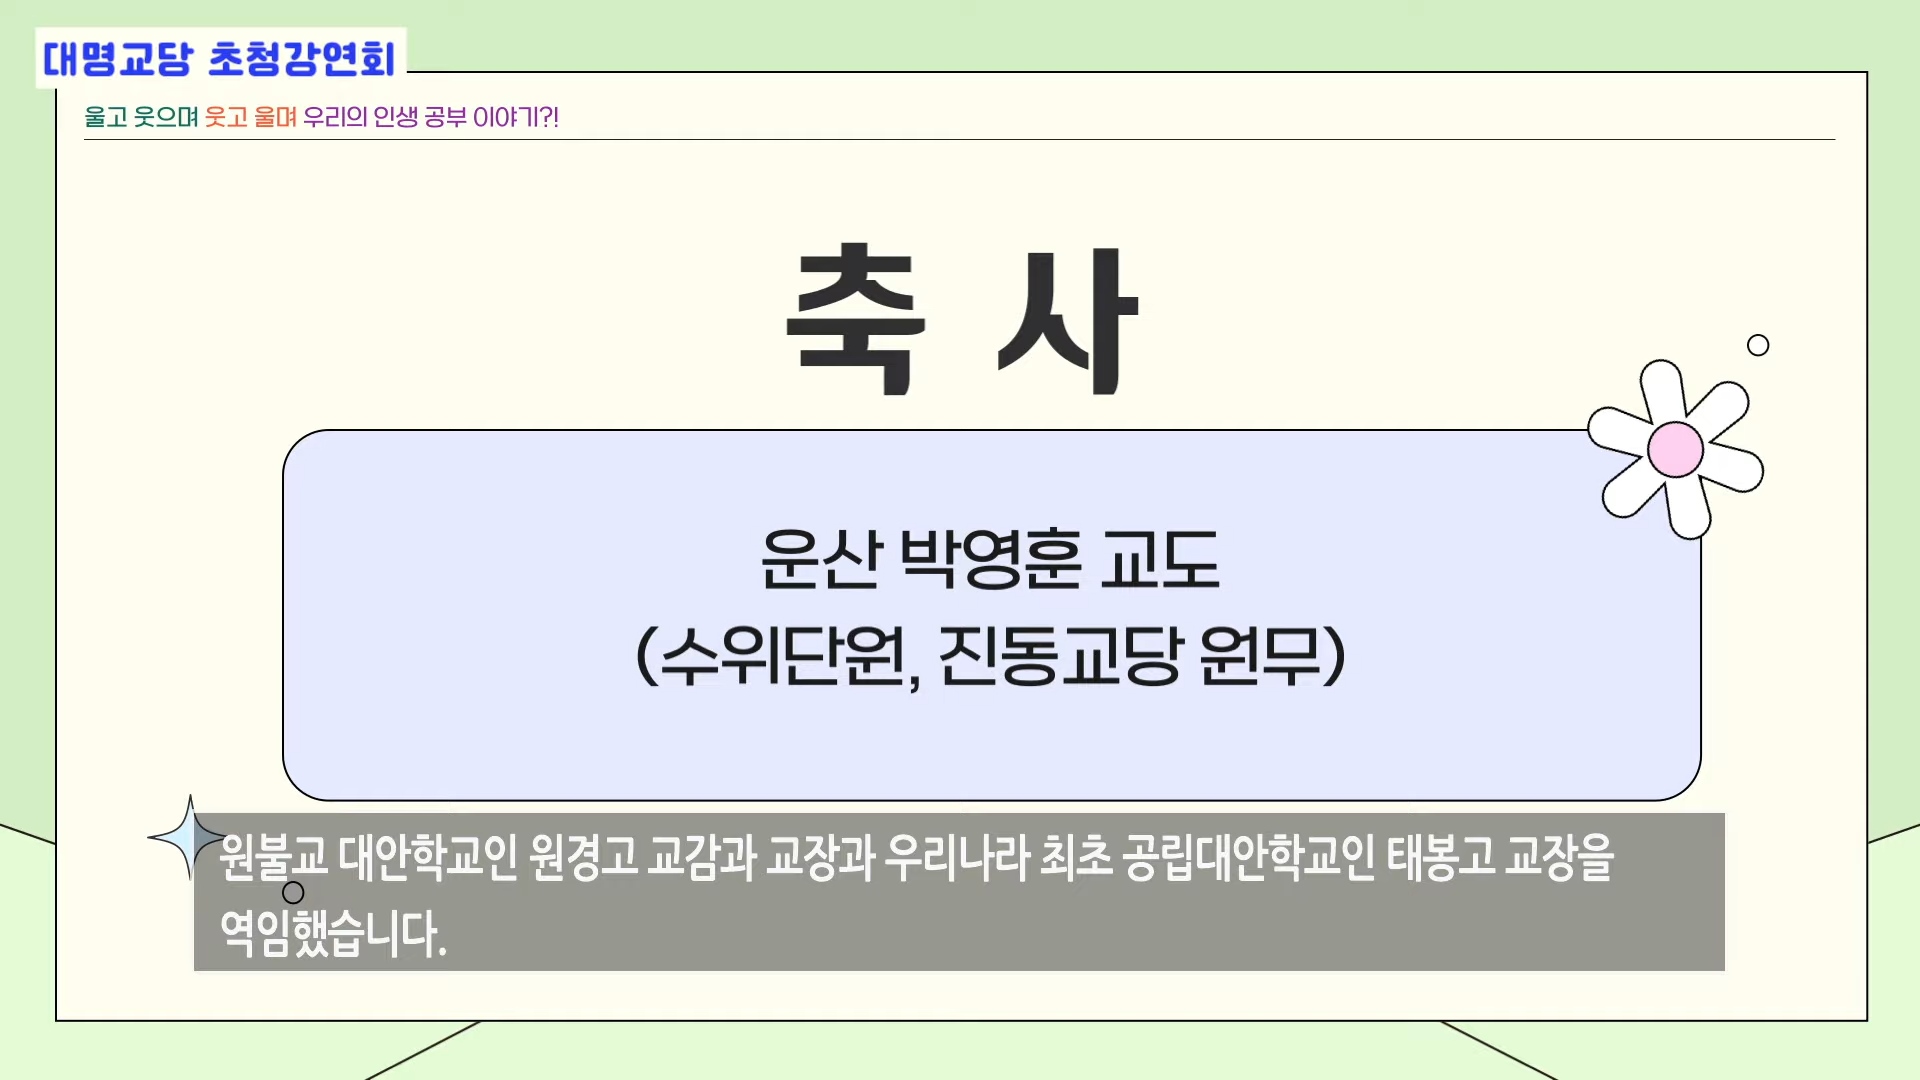 대명교당 초청강연회
울고 웃으며 웃고 울며 우리의 인생 공부 이야기?!
축 사
운산 박영훈 교도
(수위단원, 진동교당 원무)
원불교 대안학교인 원경고 교감과 교장과 우리나라 최초 공립대안학교인 태봉고 교장을
역임했습니다.